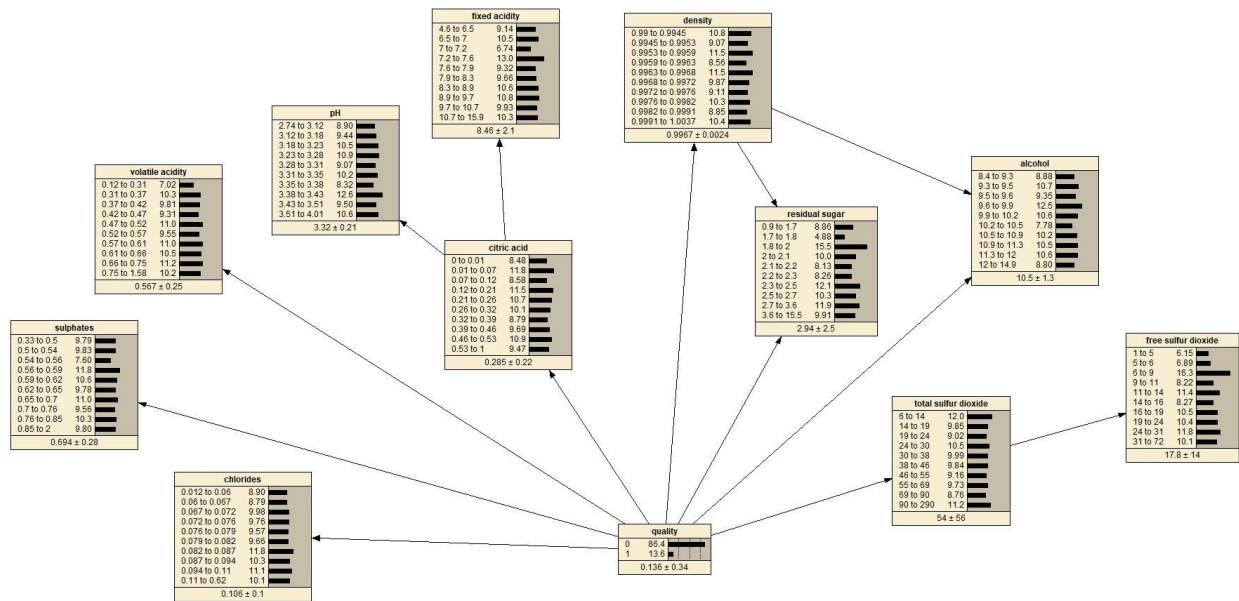 fixed acidity
4.6 to 6.5 9.14
6.5 to 7 10.5
7 to 7.2 6.74
7.2 to 7.6 13.0
7.6 to 7.9 9.32
7.9 to 8.3 9.66
8.3 to 8.9 10.6
8.9 to 9.7 10.8
9.7 to 10.7 9.93
10.7 to 15.9 10.3
8.46 ± 2.1
density
0.99 to 0.9945 10.8
0.9945 to 0.9953 9.07
0.9953 to 0.9959 11.5
0.9959 to 0.9963 8.56
0.9963 to 0.9968 11.5
0.9968 to 0.9972 9.87
0.9972 to 0.9976 9.11
0.9976 to 0.9982 10.3
0.9982 to 0.9991 8.85
0.9991 to 1.0037 10.4
0.9967 ± 0.0024
pH
2.74 to 3.12 8.90
3.12 to 3.18 9.44
3.18 to 3.23 10.5
3.23 to 3.28 10.9
3.28 to 3.31 9.07
3.31 to 3.35 10.2
3.35 to 3.38 8.32
3.38 to 3.43 12.6
3.43 to 3.51 9.50
3.51 to 4.01 10.6
3.32 ± 0.21
volatile acidity
0.12 to 0.31 7.02
0.31 to 0.37 10.3
0.37 to 0.42 9.81
0.42 to 0.47 9.31
0.47 to 0.52 11.0
0.52 to 0.57 9.55
0.57 to 0.61 11.0
0.61 to 0.66 10.5
0.66 to 0.75 11.2
0.75 to 1.58 10.2
0.567 ± 0.25
alcohol
8.4 to 9.3 8.88
9.3 to 9.5 10.7
9.5 to 9.6 9.35
9.6 to 9.9 12.5
9.9 to 10.2 10.6
10.2 to 10.5 7.78
10.5 to 10.9 10.2
10.9 to 11.3 10.5
11.3 to 12 10.6
12 to 14.9 8.80
10.5 ± 1.3
residual sugar
0.9 to 1.7 8.86
1.7 to 1.8 4.88
1.8 to 2 15.5
2 to 2.1 10.0
2.1 to 2.2 8.13
2.2 to 2.3 8.26
2.3 to 2.5 12.1
2.5 to 2.7 10.3
2.7 to 3.6 11.9
3.6 to 15.5 9.91
2.94 ± 2.5
citric acid
0 to 0.01 8.48
0.01 to 0.07 11.8
0.07 to 0.12 8.58
0.12 to 0.21 11.5
0.21 to 0.26 10.7
0.26 to 0.32 10.1
0.32 to 0.39 8.79
0.39 to 0.46 9.69
0.46 to 0.53 10.9
0.53 to 1 9.47
0.285 ± 0.22
sulphates
0.33 to 0.5 9.79
0.5 to 0.54 9.83
0.54 to 0.56 7.60
0.56 to 0.59 11.8
0.59 to 0.62 10.6
0.62 to 0.65 9.78
0.65 to 0.7 11.0
0.7 to 0.76 9.56
0.76 to 0.85 10.3
0.85 to 2 9.80
0.694 ± 0.28
free sulfur dioxide
1 to 5 6.15
5 to 6 6.89
6 to 9 16.3
9 to 11 8.22
11 to 14 11.4
14 to 16 8.27
16 to 19 10.5
19 to 24 10.4
24 to 31 11.8
31 to 72 10.1
17.8 ± 14
total sulfur dioxide
6 to 14 12.0
14 to 19 9.85
19 to 24 9.02
24 to 30 10.5
30 to 38 9.99
38 to 46 9.84
46 to 55 9.16
55 to 69 9.73
69 to 90 8.76
90 to 290 11.2
54 ± 56
chlorides
0.012 to 0.06 8.90
0.06 to 0.067 8.79
0.067 to 0.072 9.98
0.072 to 0.076 9.76
0.076 to 0.079 9.57
0.079 to 0.082 9.66
0.082 to 0.087 11.8
0.087 to 0.094 10.3
0.094 to 0.11 11.1
0.11 to 0.62 10.1
0.106 ± 0.1
quality
0 86.4
1 13.6
0.136 ± 0.34